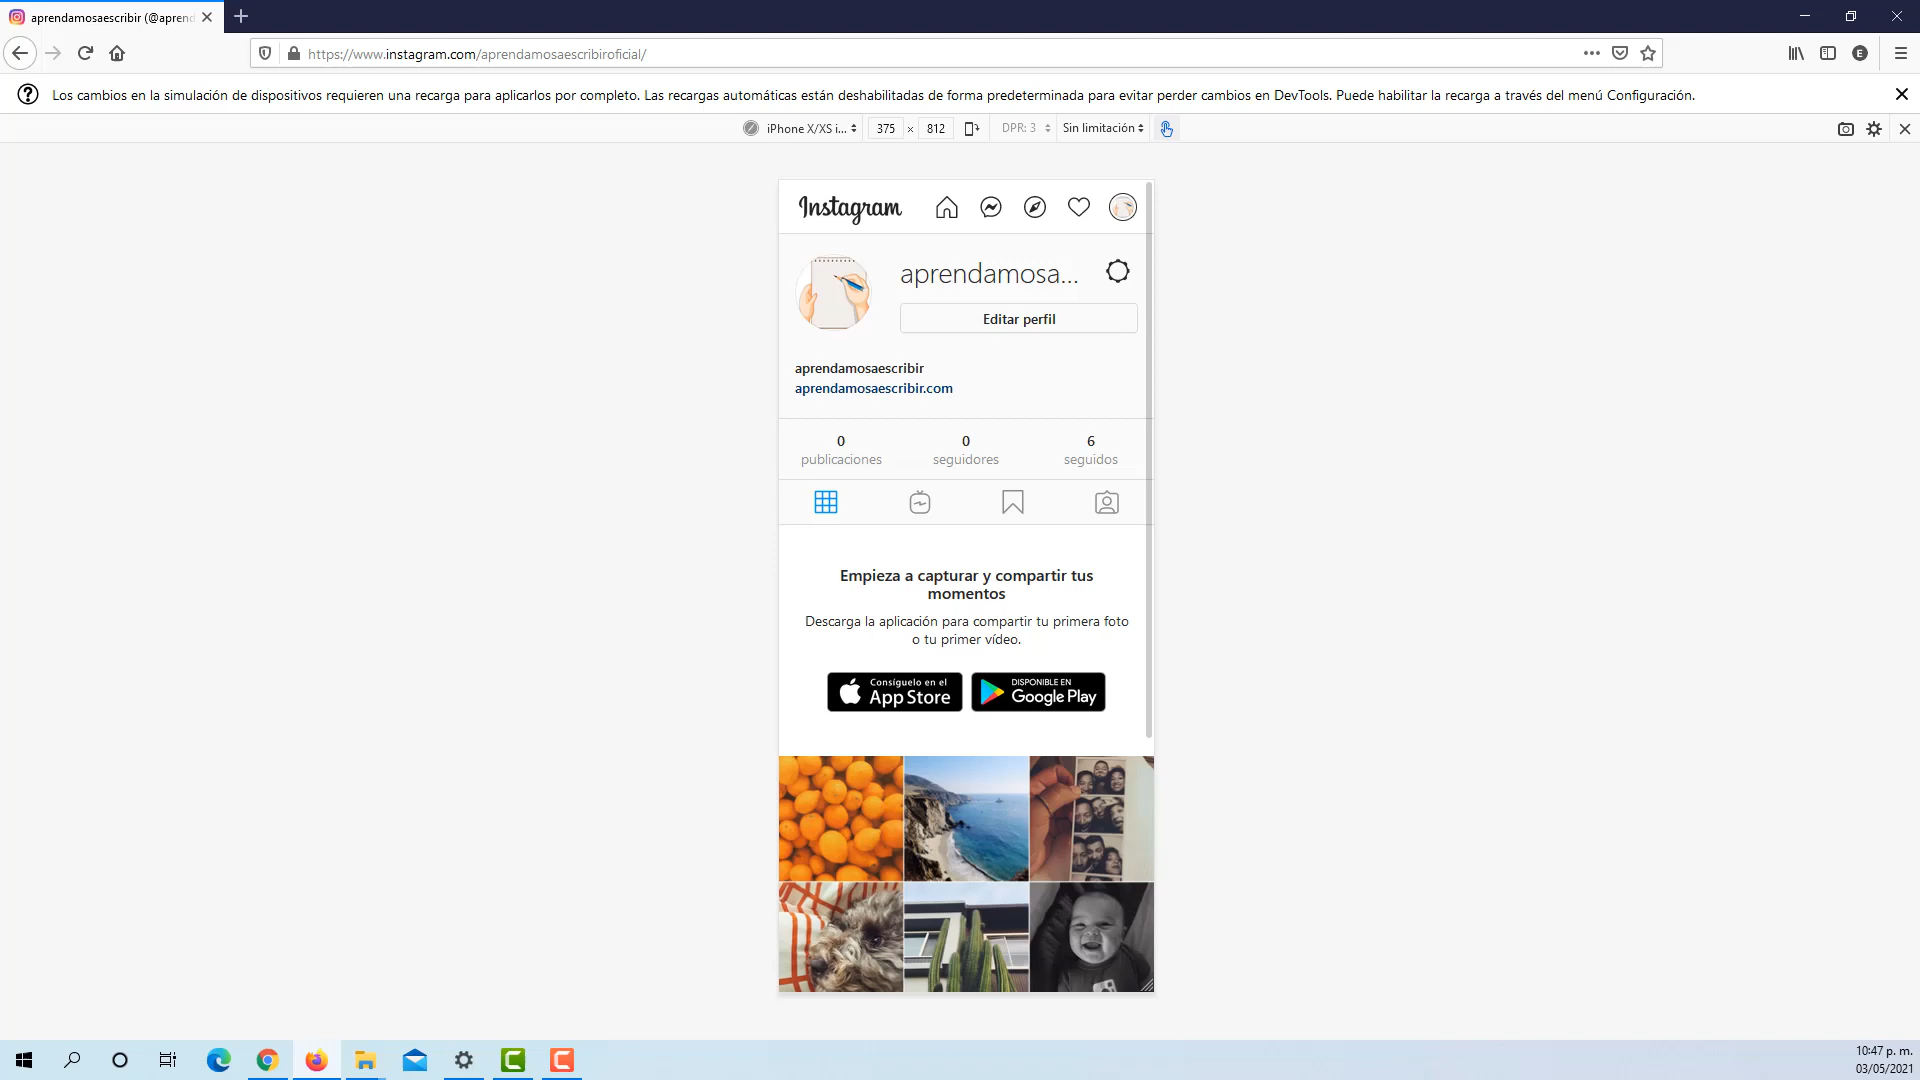 aprendamosaescribir (@aprend
https://www.instagram.com/aprendamosaescribiroficial/
Los cambios en la simulación de dispositivos requieren una recarga para aplicarlos por completo. Las recargas automáticas están deshabilitadas de forma predeterminada para evitar perder cambios en DevTools. Puede habilitar la recarga a través del menú Configuración.
iPhone X/XS i... 375 × 812 DPR: 3 Sin limitación
Instagram
aprendamosa...
Editar perfil
aprendamosaescribir
aprendamosaescribir.com
0 0 6
publicaciones seguidores seguidos
Empieza a capturar y compartir tus
momentos
Descarga la aplicación para compartir tu primera foto
o tu primer vídeo.
Consíguelo en el DISPONIBLE EN
App Store Google Play
10:47 p. m.
03/05/2021